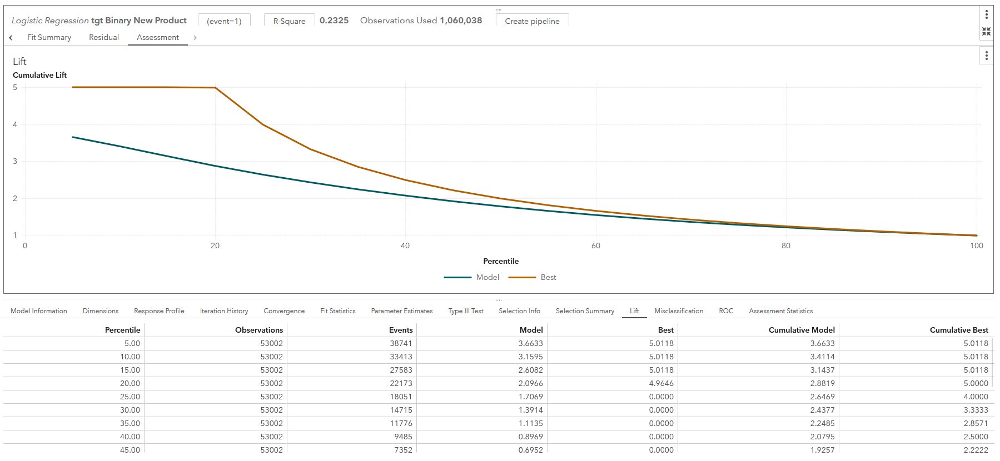 Logistic Regression tgt Binary New Product (event=1) R-Square 0.2325 Observations Used 1,060,038 Create pipeline
Fit Summary Residual Assessment
Lift
Cumulative Lift
5
4
3
2
1
0 20 40 60 80 100
Percentile
Model Best
Model Information Dimensions Response Profile Iteration History Convergence Fit Statistics Parameter Estimates Type III Test Selection Info Selection Summary Lift Misclassification ROC Assessment Statistics
Percentile Observations Events Model Best Cumulative Model Cumulative Best
5.00 53002 38741 3.6633 5.0118 3.6633 5.0118
10.00 53002 33413 3.1595 5.0118 3.4114 5.0118
15.00 53002 27583 2.6082 5.0118 3.1437 5.0118
20.00 53002 22173 2.0966 4.9646 2.8819 5.0000
25.00 53002 18051 1.7069 0.0000 2.6469 4.0000
30.00 53002 14715 1.3914 0.0000 2.4377 3.3333
35.00 53002 11776 1.1135 0.0000 2.2485 2.8571
40.00 53002 9485 0.8969 0.0000 2.0795 2.5000
45.00 53002 7352 0.6952 0.0000 1.9257 2.2222